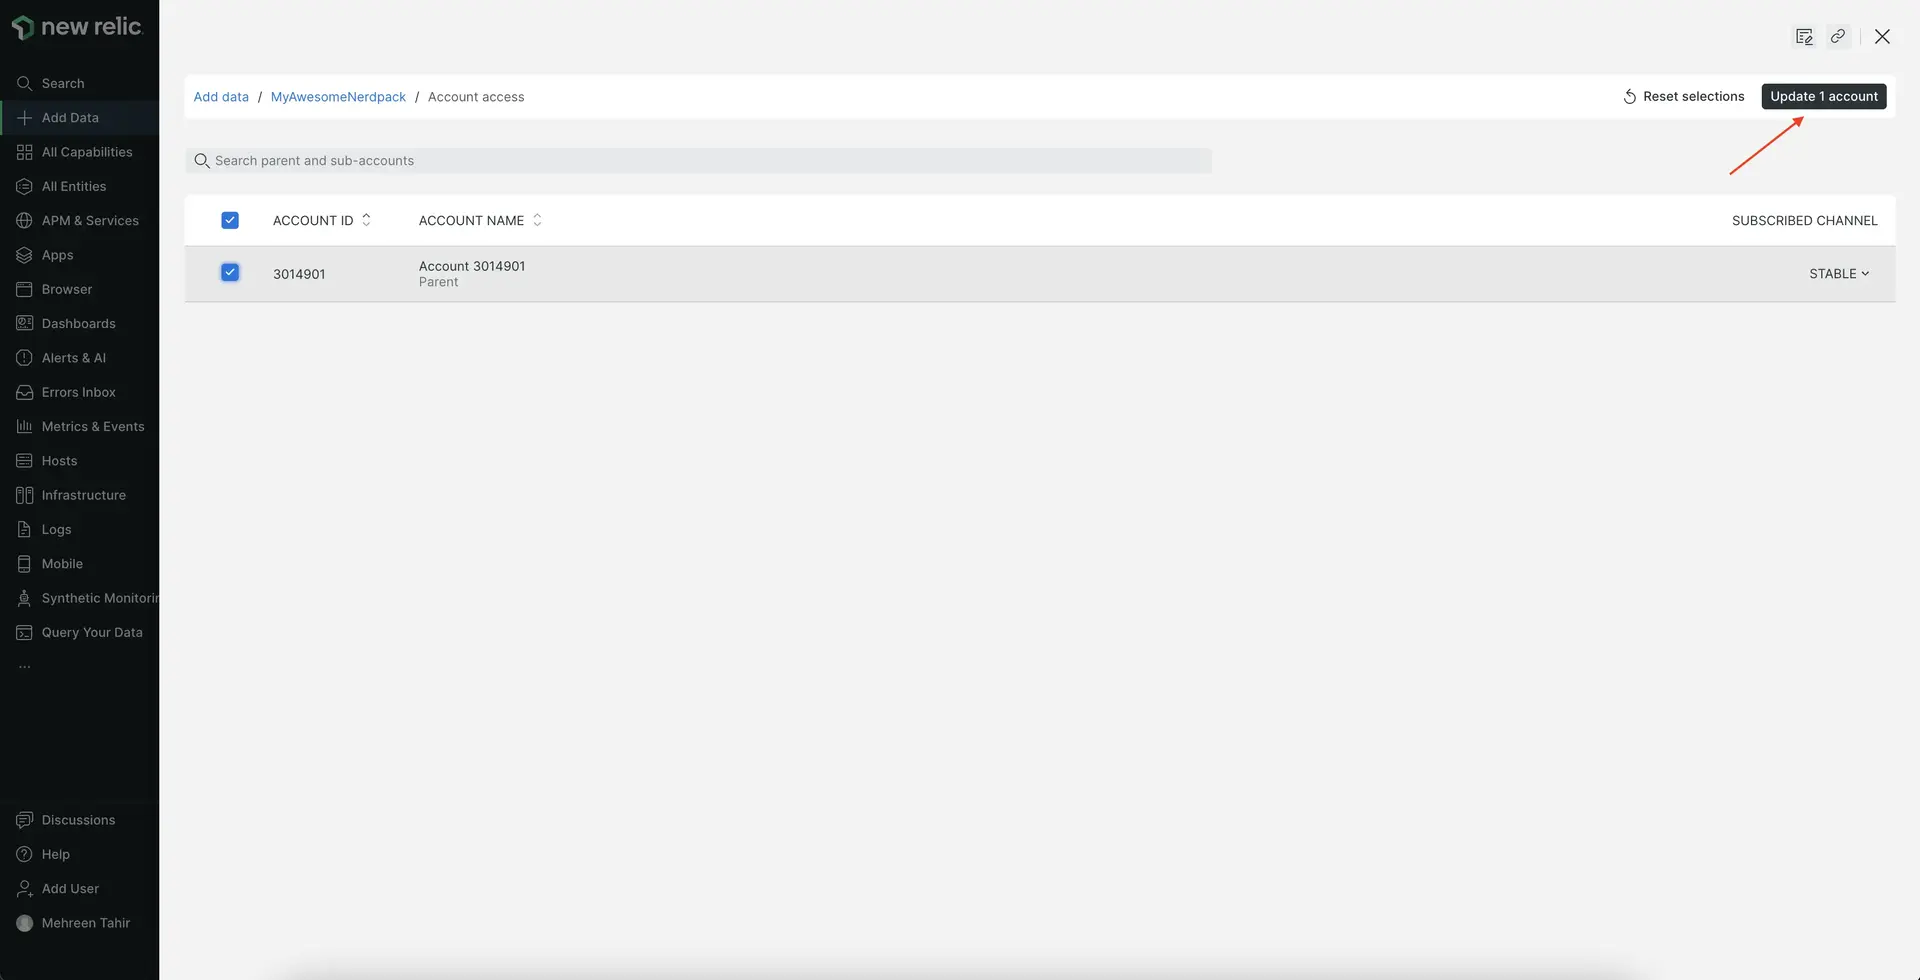 new relic.
Search
Add Data
All Capabilities
All Entities
APM & Services
Apps
Browser
Dashboards
Alerts & AI
Errors Inbox
Metrics & Events
Hosts
Infrastructure
Logs
Mobile
Synthetic Monitorin
Query Your Data
...
Discussions
Help
Add User
Mehreen Tahir
Add data / MyAwesomeNerdpack / Account access
Reset selections
Update 1 account
Search parent and sub-accounts
ACCOUNT ID ACCOUNT NAME SUBSCRIBED CHANNEL
3014901 Account 3014901 STABLE
Parent